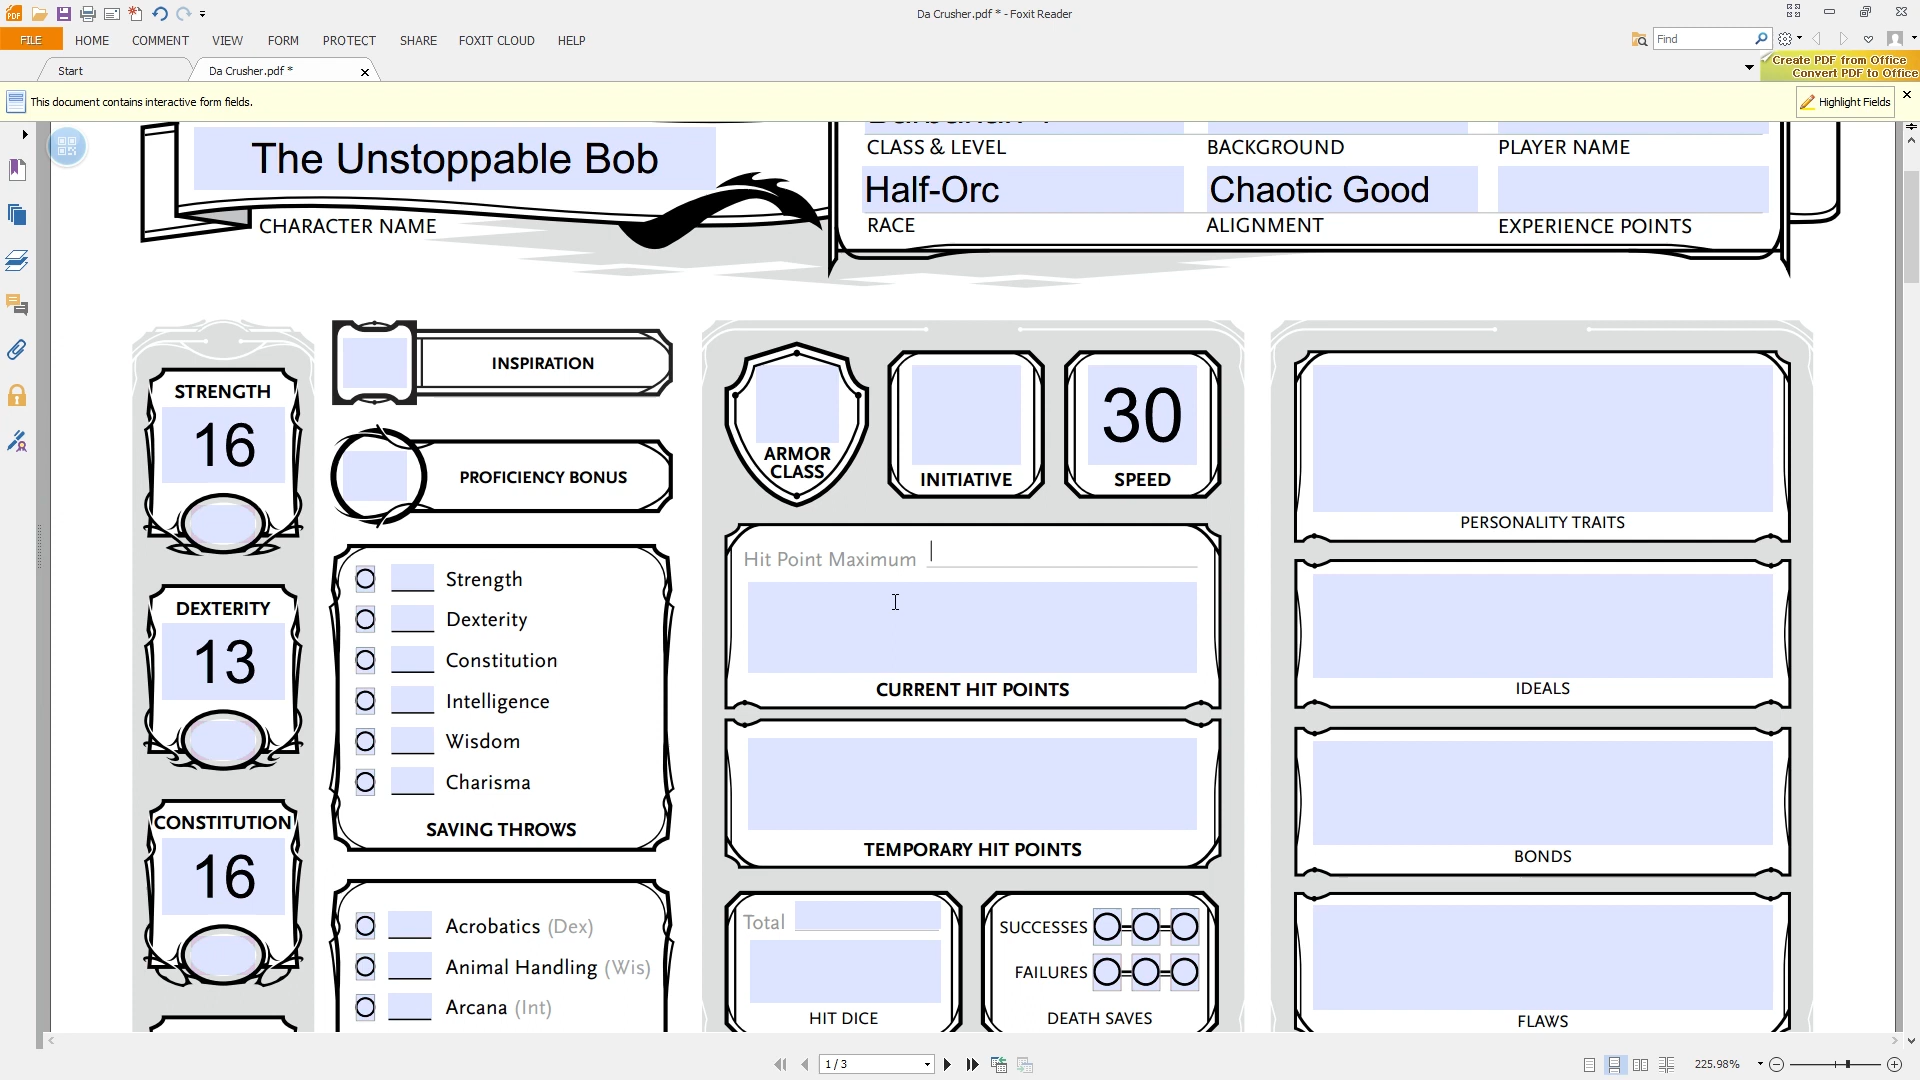 Da Crusher.pdf * - Foxit Reader
FILE HOME COMMENT VIEW FORM PROTECT SHARE FOXIT CLOUD HELP
Find
Start
Da Crusher.pdf *
Create PDF from Office
Convert PDF to Office
This document contains interactive form fields.
Highlight Fields
The Unstoppable Bob
CHARACTER NAME
CLASS & LEVEL BACKGROUND PLAYER NAME
Half-Orc Chaotic Good
RACE ALIGNMENT EXPERIENCE POINTS
STRENGTH
16
DEXTERITY
13
CONSTITUTION
16
INSPIRATION
PROFICIENCY BONUS
Strength
Dexterity
Constitution
Intelligence
Wisdom
Charisma
SAVING THROWS
Acrobatics (Dex)
Animal Handling (Wis)
Arcana (Int)
ARMOR
CLASS
INITIATIVE
30
SPEED
Hit Point Maximum
CURRENT HIT POINTS
TEMPORARY HIT POINTS
Total
HIT DICE
SUCCESSES
FAILURES
DEATH SAVES
PERSONALITY TRAITS
IDEALS
BONDS
FLAWS
1 / 3
225.98%